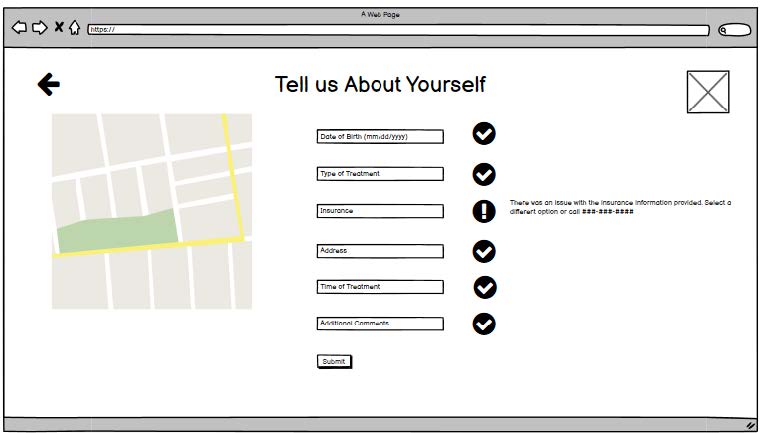 A Web Page
https://
Tell us About Yourself
Date of Birth (mm/dd/yyyy)
Type of Treatment
Insurance
There was an issue with the insurance information provided. Select a
different option or call ###-###-####
Address
Time of Treatment
Additional Comments
Submit